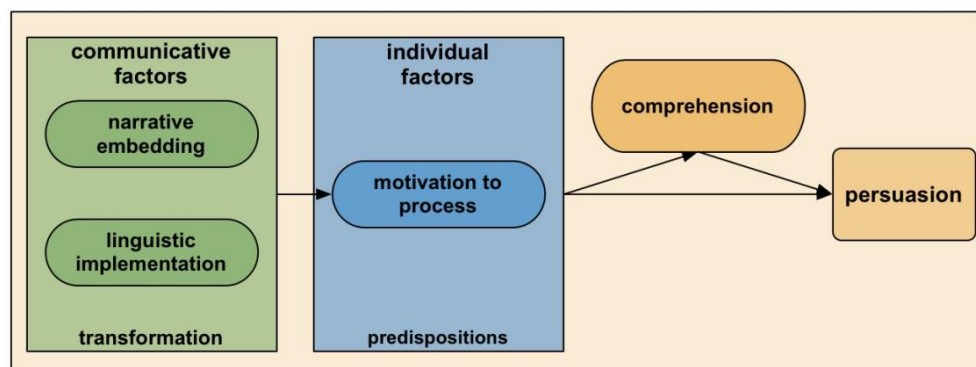 communicative
factors
narrative
embedding
linguistic
implementation
transformation
individual
factors
motivation to
process
predispositions
comprehension
persuasion